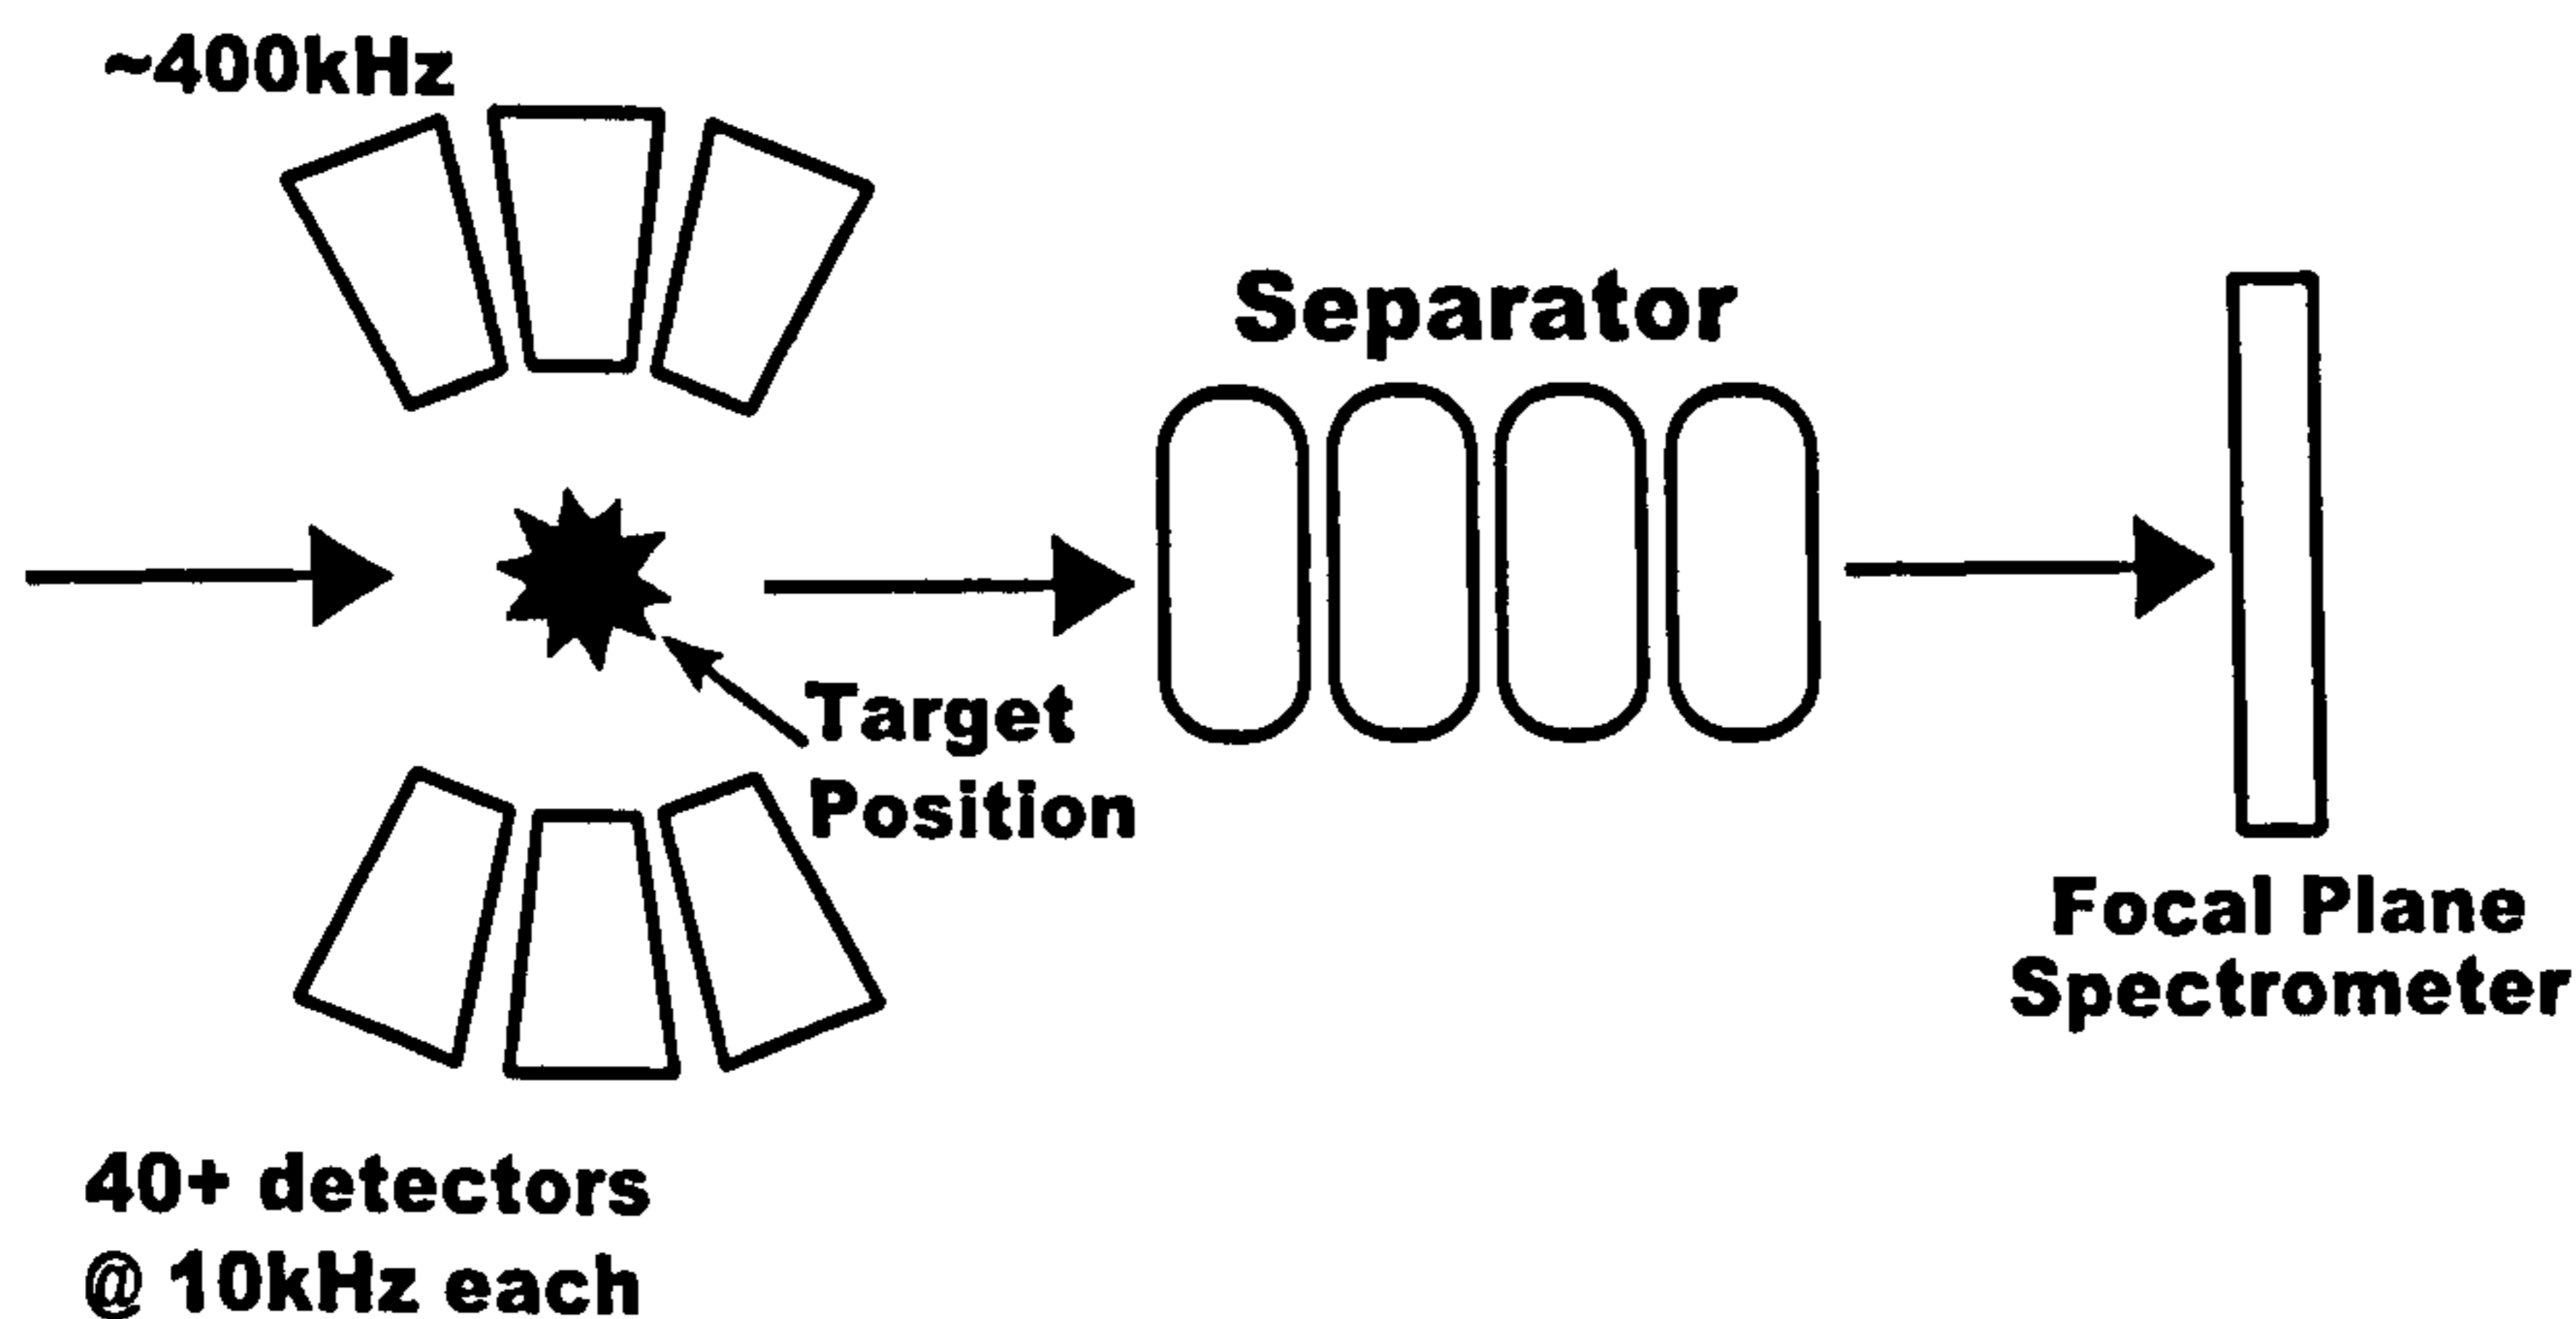 ~400kHz
Separator
Target
Position
Focal Plane
Spectrometer
40+ detectors
@ 10kHz each